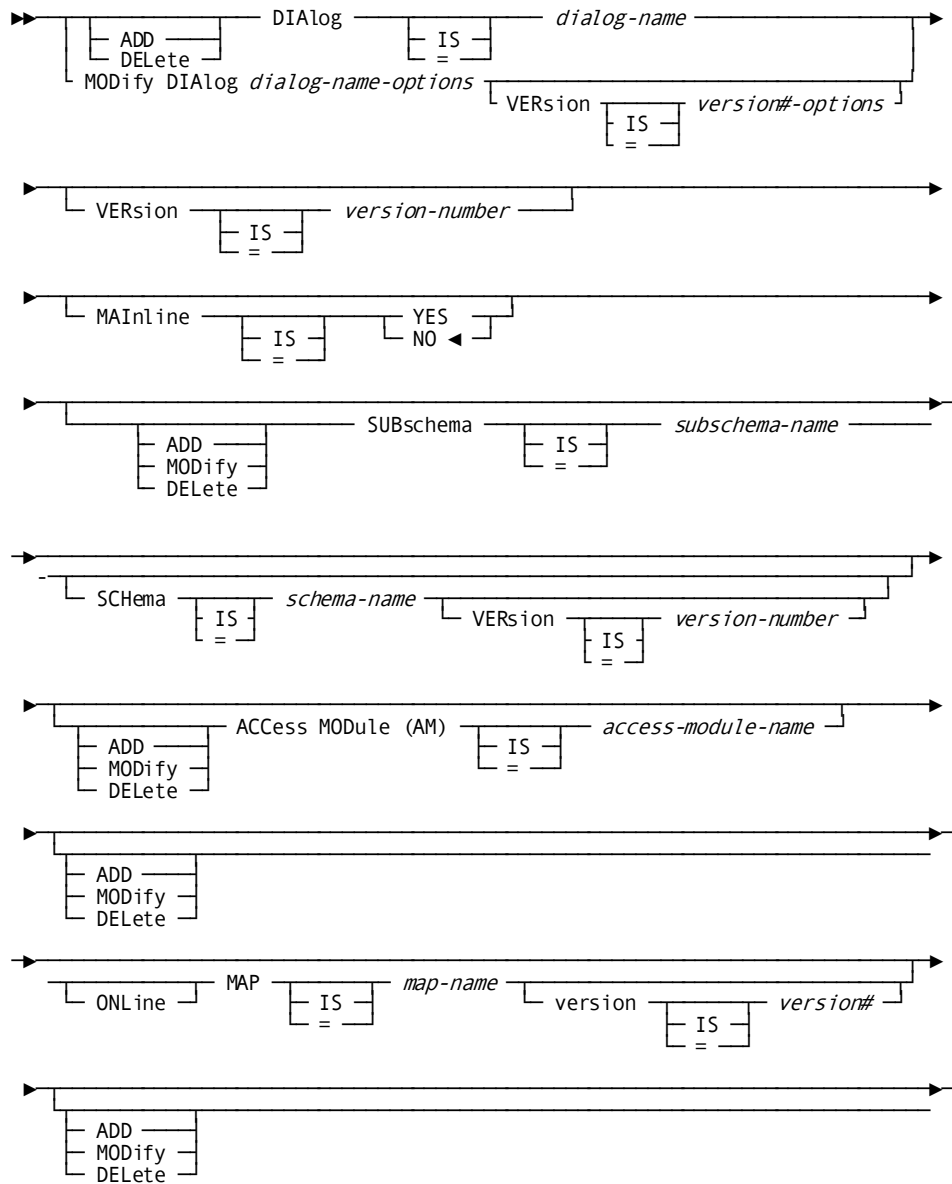 DIAlog dialog-name
ADD IS
DELete =
MODify DIAlog dialog-name-options
VERsion version#-options
IS
=
VERsion version-number
IS
=
MAInline YES
IS NO ◄
=
SUBschema subschema-name
ADD IS
MODify =
DELete
SCHema schema-name
IS VERsion version-number
= IS
=
ACCess MODule (AM) access-module-name
ADD IS
MODify =
DELete
ADD
MODify
DELete
MAP map-name
ONLine IS version version#
= IS
=
ADD
MODify
DELete